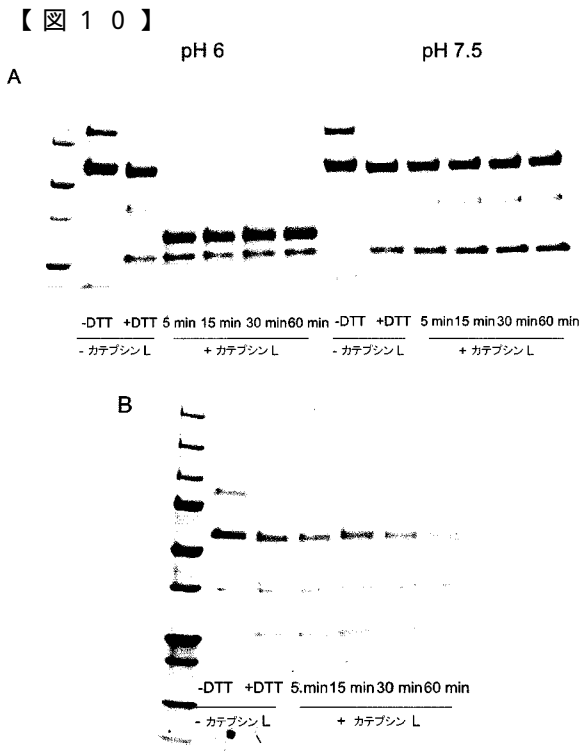 【図１０】
pH 6 pH 7.5
A
-DTT +DTT 5 min 15 min 30 min 60 min -DTT +DTT 5 min 15 min 30 min 60 min
- カテプシン L + カテプシン L - カテプシン L + カテプシン L
B
-DTT +DTT 5.min 15 min 30 min 60 min
- カテプシン L + カテプシン L